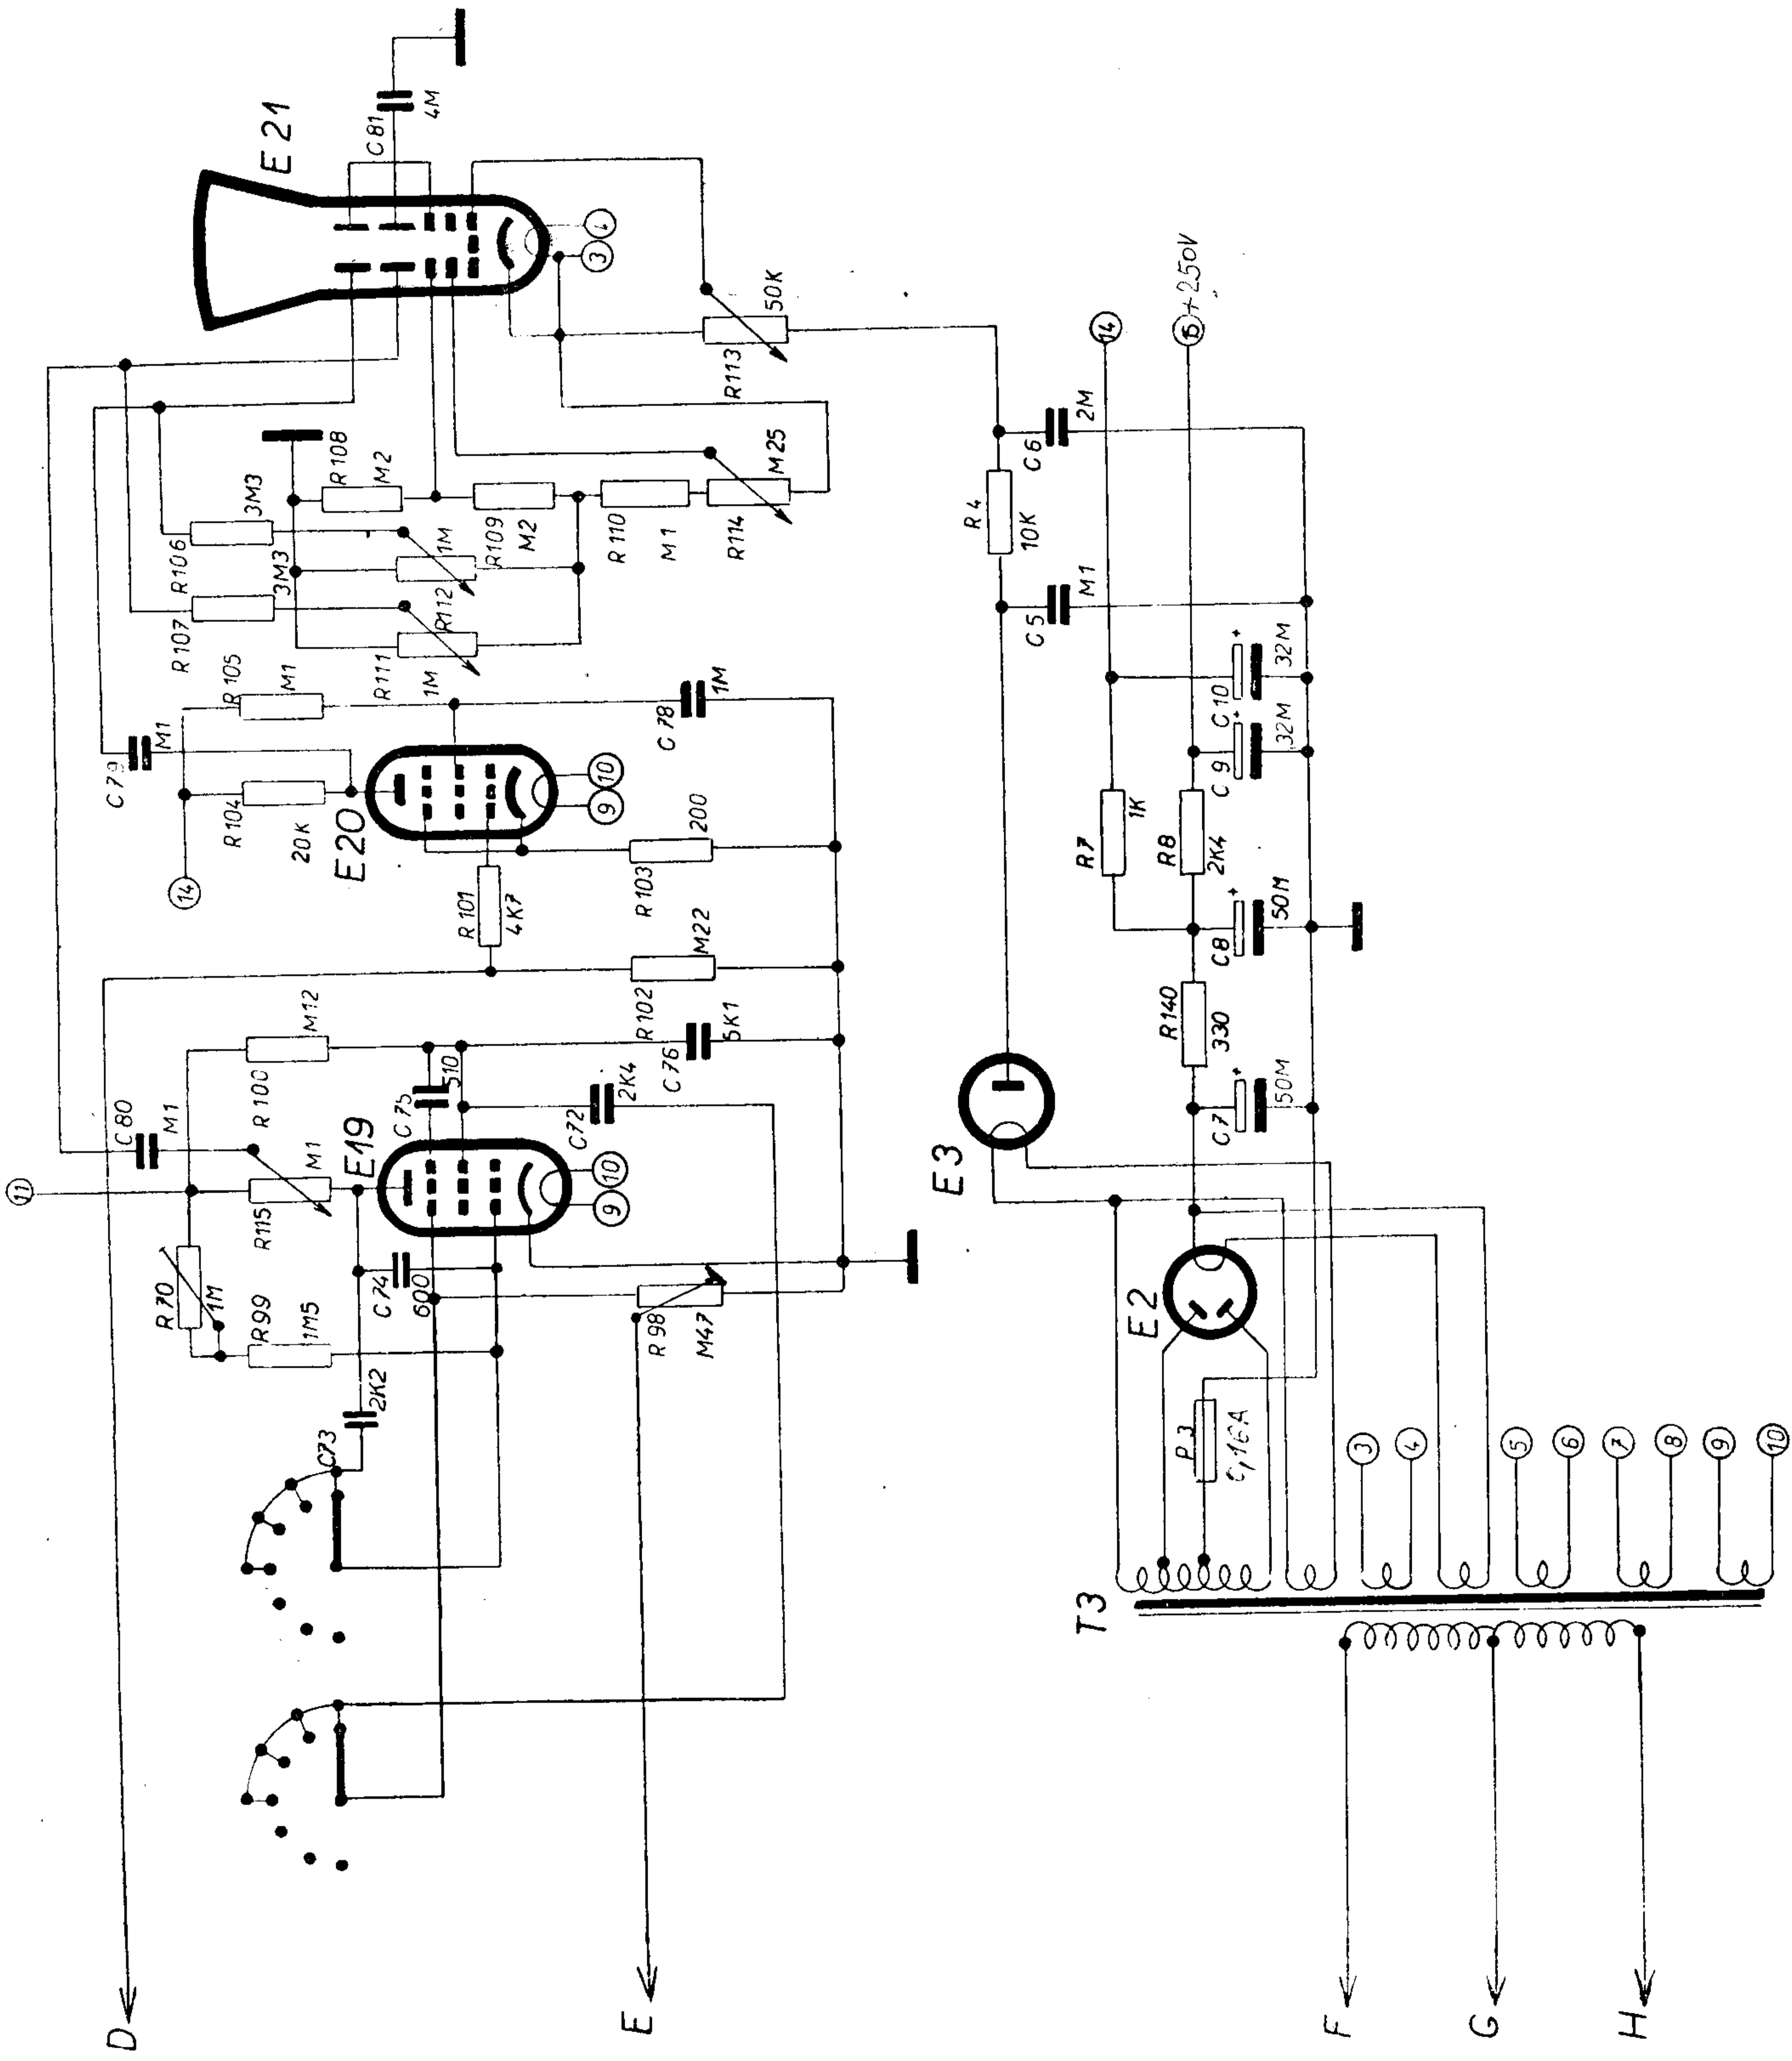 E 21
C 81
4M
4
3
50K
R113
R108
M2
M25
3M3
R106
3M3
R107
1M
R109
M2
R110
M1
R114
R112
R111
1M
R105
M1
C79
M1
R104
20K
E20
14
C78
1M
10
9
R101
4K7
R103
200
R102
M22
C76
5K1
M12
R100
C75
510
C72
2K4
C80
M1
11
R115
M1
E19
10
9
R70
1M
R99
1M5
C74
600
R98
M47
C73
2K2
D
E
R4
10K
C6
2M
C5
M1
14
15
+250V
C10
+
32M
C9
+
32M
R7
1K
R8
2K4
C8
+
50M
R140
330
C7
+
50M
E3
E2
P3
0,16A
3
4
5
6
7
8
9
10
T3
F
G
H